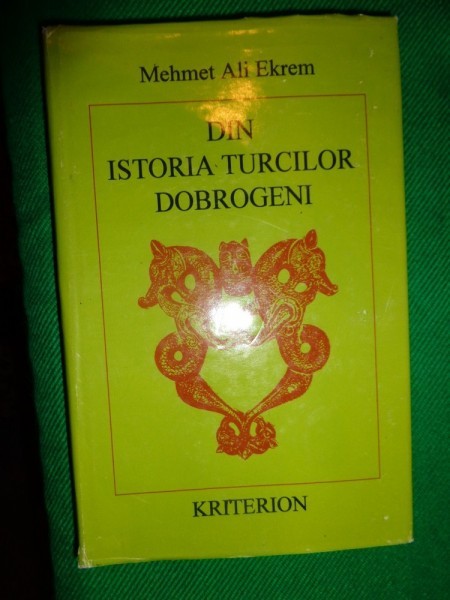 Mehmet Ali Ekrem
DIN
ISTORIA TURCILOR
DOBROGENI
KRITERION